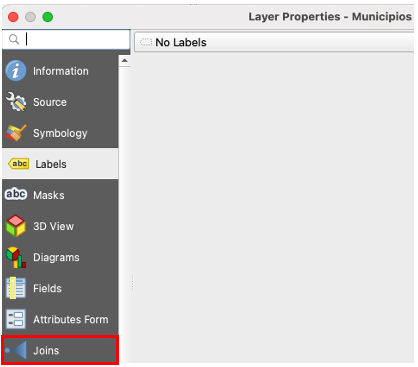 Layer Properties - Municipios
No Labels
Information
Source
Symbology
abc Labels
abc Masks
3D View
Diagrams
Fields
Attributes Form
Joins